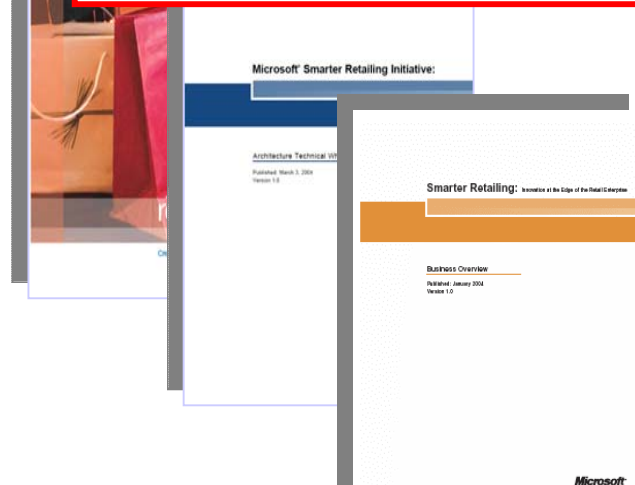 Microsoft' Smarter Retailing Initiative:
Architecture Technical Wh
Published: March 3, 2004
Version 1.0
Smarter Retailing: Innovation at the Edge of the Retail Enterprise
Business Overview
Published: January 2004
Version 1.0
Microsoft